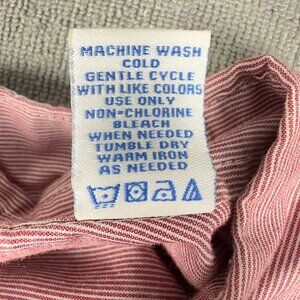 MACHINE WASH
COLD
GENTLE CYCLE
WITH LIKE COLORS
USE ONLY
NON-CHLORINE
BLEACH
WHEN NEEDED
TUMBLE DRY
WARM IRON
AS NEEDED